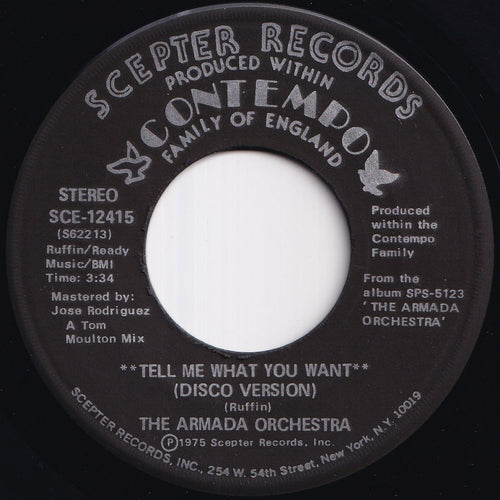 SCEPTER RECORDS
PRODUCED WITHIN
CONTEMPO
FAMILY OF ENGLAND
STEREO
SCE-12415
(S62213)
Ruffin/Ready
Music/BMI
Time: 3:34
Mastered by:
Jose Rodriguez
A Tom
Moulton Mix
Produced
within the
Contempo
Family
From the
album SPS-5123
'THE ARMADA
ORCHESTRA'
**TELL ME WHAT YOU WANT**
(DISCO VERSION)
(Ruffin)
THE ARMADA ORCHESTRA
Ⓟ1975 Scepter Records, Inc.
SCEPTER RECORDS, INC., 254 W. 54th Street, New York, N.Y. 10019